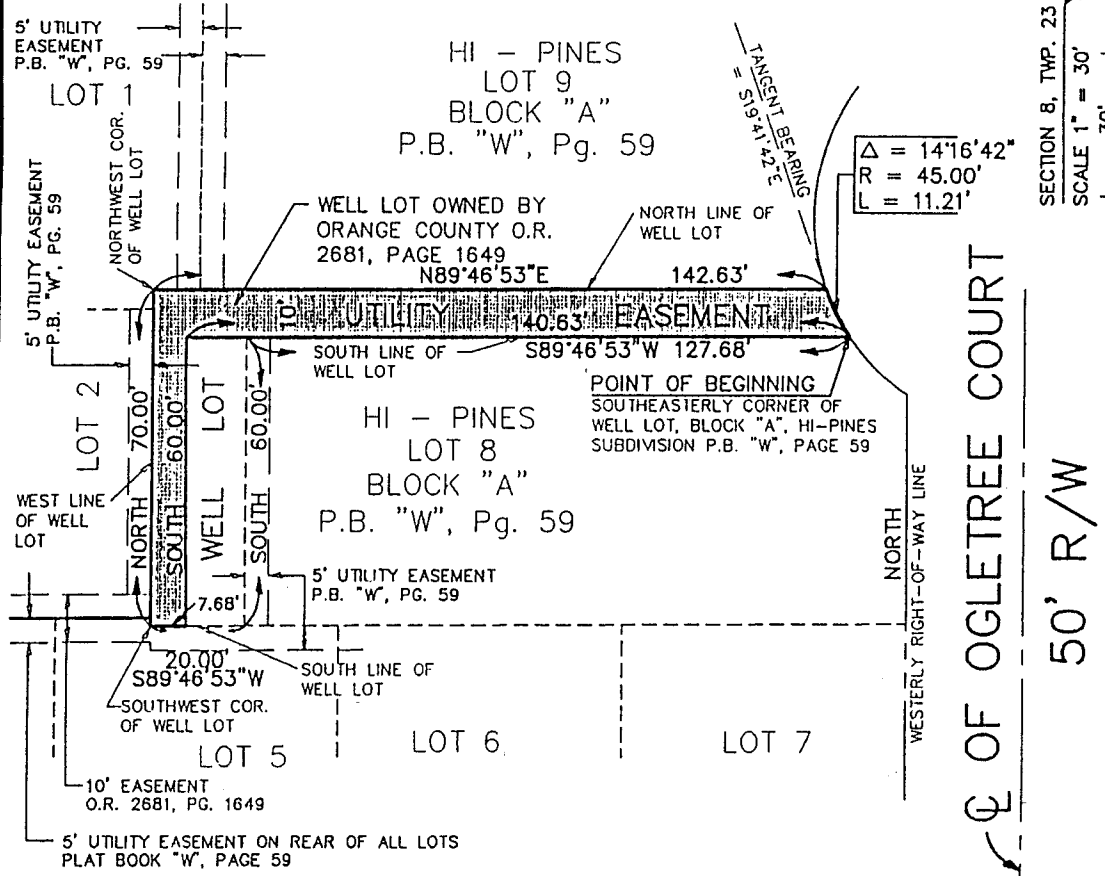 5' UTILITY
EASEMENT
P.B. "W", PG. 59
LOT 1
HI – PINES
LOT 9
BLOCK "A"
P.B. "W", Pg. 59
TANGENT BEARING
= S19°41'42"E
SECTION 8, TWP. 23
SCALE 1" = 30'
30'
Δ = 14°16'42"
R = 45.00'
L = 11.21'
NORTHWEST COR.
OF WELL LOT
5' UTILITY EASEMENT
P.B. "W", PG. 59
WELL LOT OWNED BY
ORANGE COUNTY O.R.
2681, PAGE 1649
NORTH LINE OF
WELL LOT
N89°46'53"E 142.63'
10' UTILITY EASEMENT
140.63'
SOUTH LINE OF
WELL LOT
S89°46'53"W 127.68'
POINT OF BEGINNING
SOUTHEASTERLY CORNER OF
WELL LOT, BLOCK "A", HI-PINES
SUBDIVISION P.B. "W", PAGE 59
LOT 2
WEST LINE
OF WELL
LOT
NORTH 70.00'
SOUTH 60.00'
WELL LOT
SOUTH 60.00'
HI – PINES
LOT 8
BLOCK "A"
P.B. "W", Pg. 59
5' UTILITY EASEMENT
P.B. "W", PG. 59
7.68'
20.00'
S89°46'53"W
SOUTH LINE OF
WELL LOT
SOUTHWEST COR.
OF WELL LOT
LOT 5
LOT 6
LOT 7
NORTH
WESTERLY RIGHT-OF-WAY LINE
℄ OF OGLETREE COURT
50' R/W
10' EASEMENT
O.R. 2681, PG. 1649
5' UTILITY EASEMENT ON REAR OF ALL LOTS
PLAT BOOK "W", PAGE 59